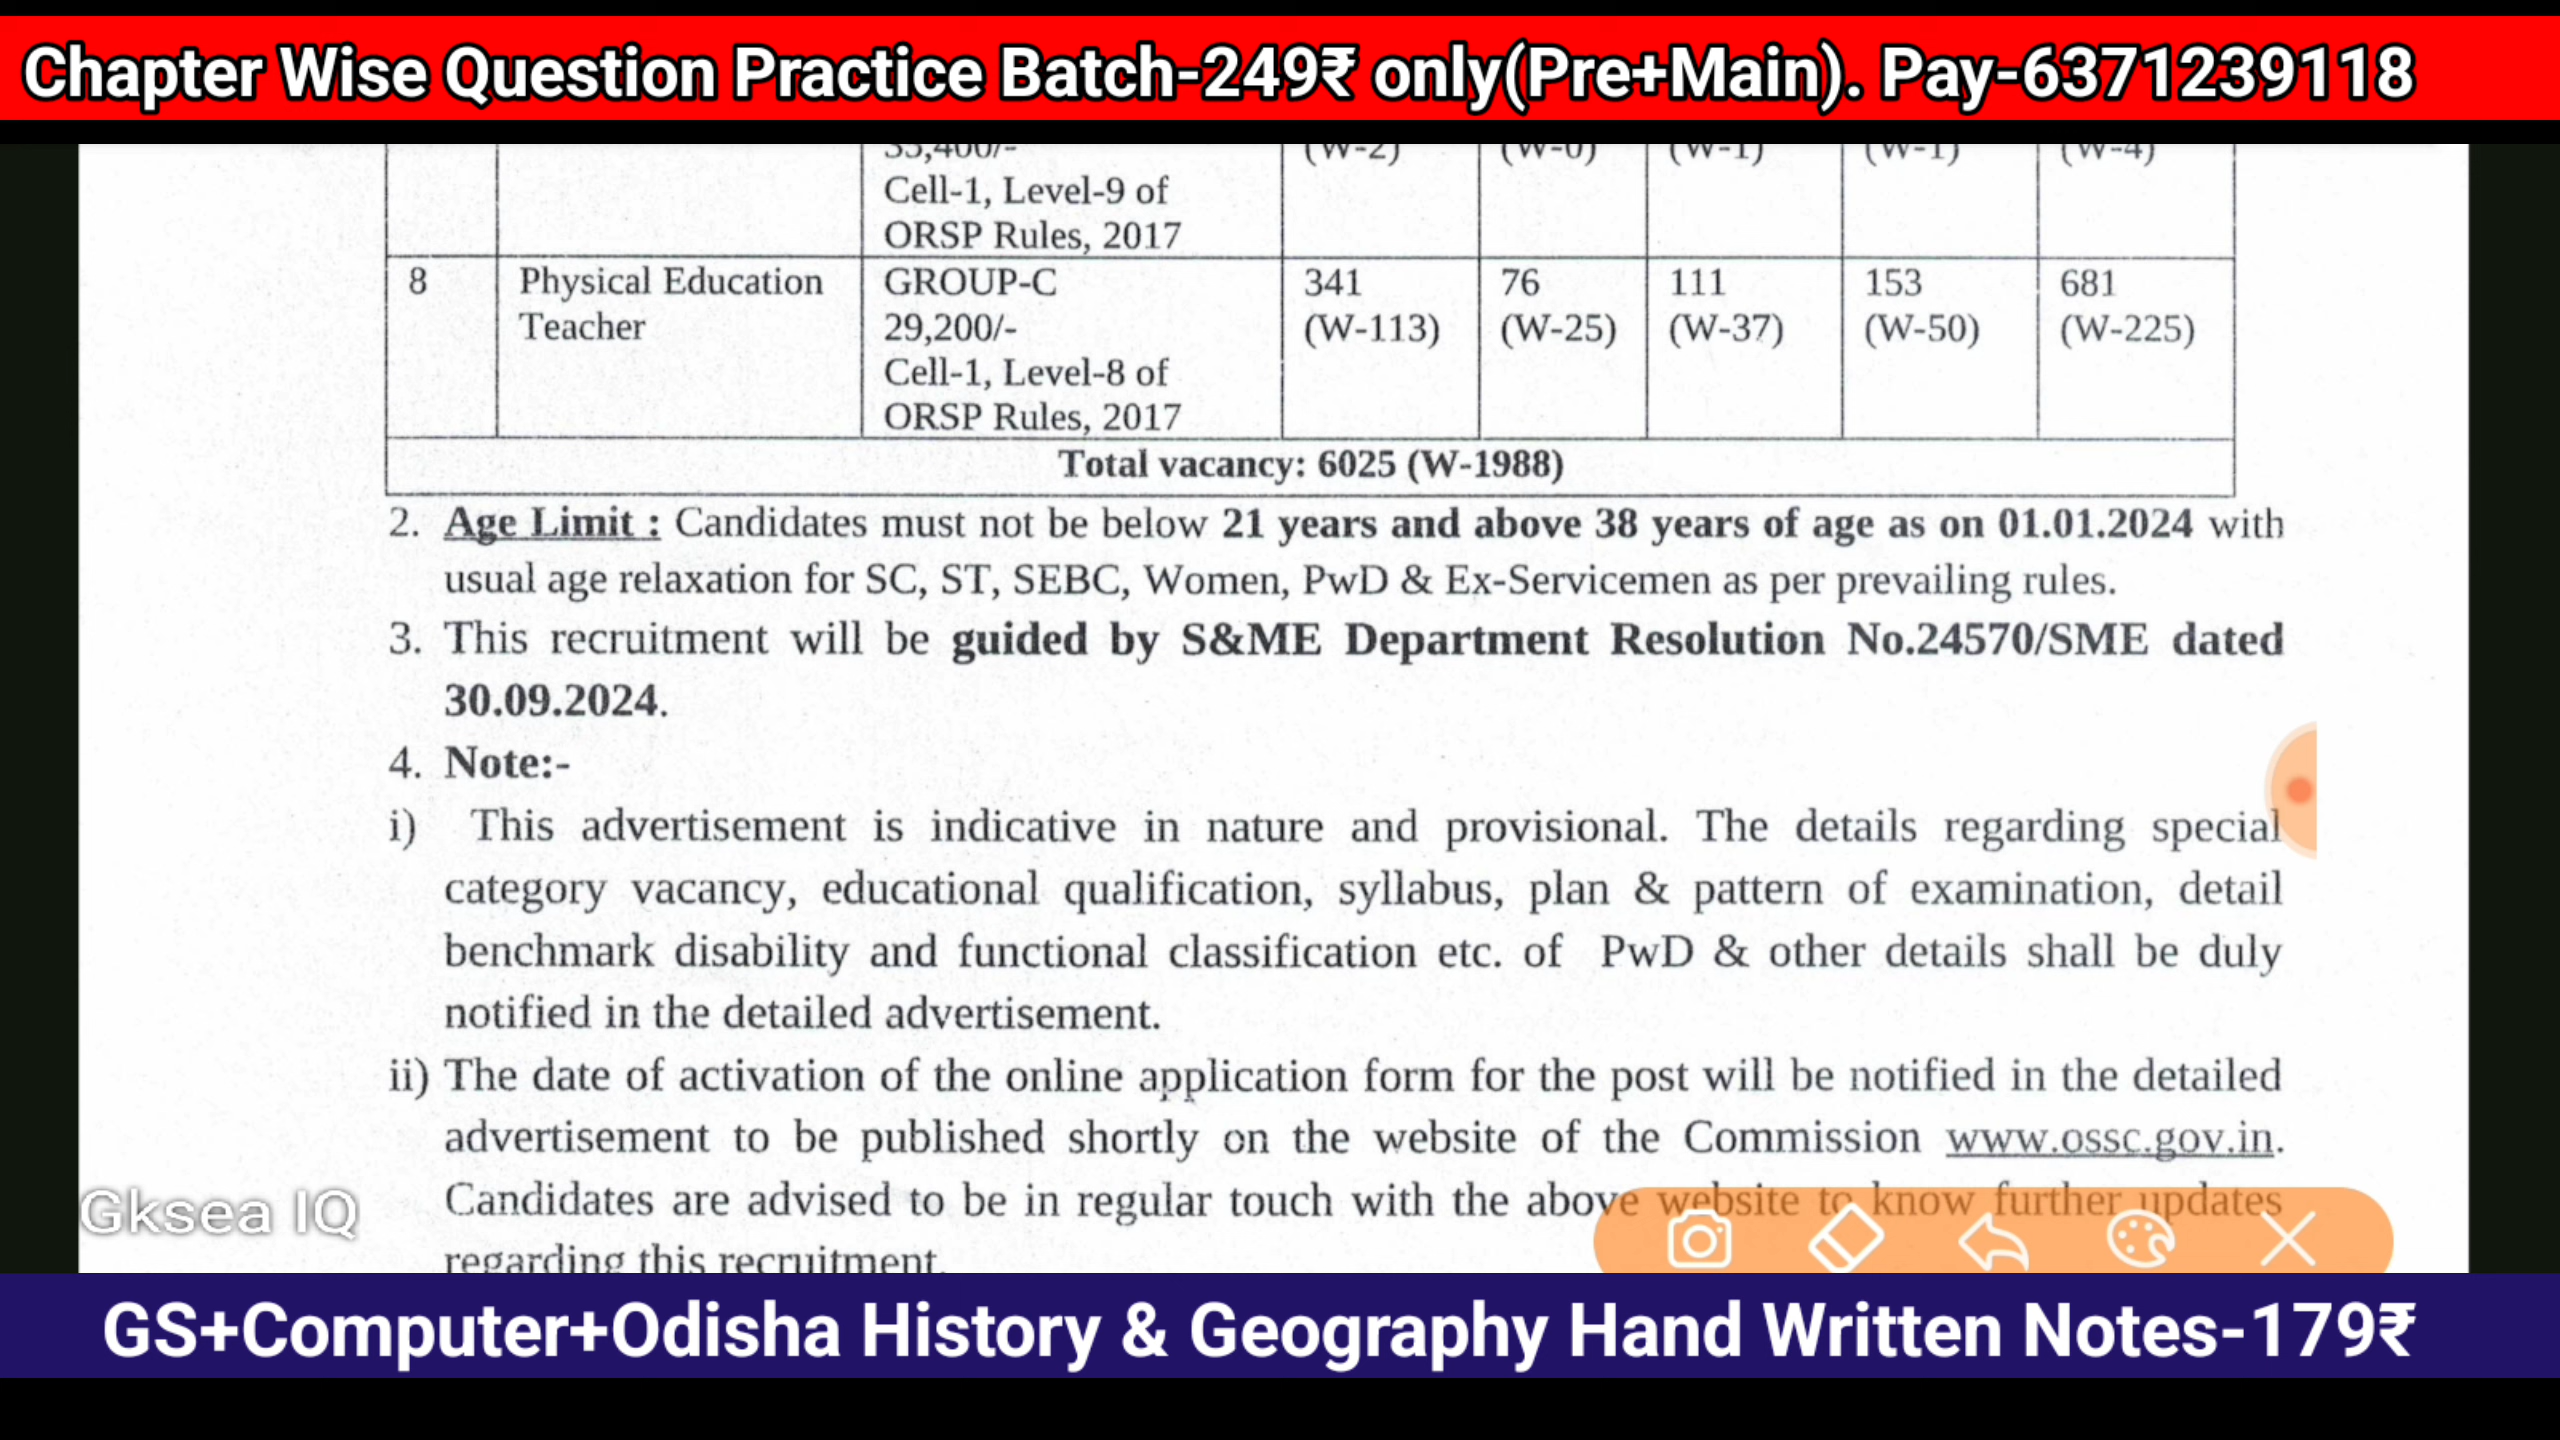 Chapter Wise Question Practice Batch-249₹ only(Pre+Main). Pay-6371239118
35,400/- (W-2) (W-0) (W-1) (W-1) (W-4)
Cell-1, Level-9 of
ORSP Rules, 2017
8 Physical Education GROUP-C 341 76 111 153 681
Teacher 29,200/- (W-113) (W-25) (W-37) (W-50) (W-225)
Cell-1, Level-8 of
ORSP Rules, 2017
Total vacancy: 6025 (W-1988)
2. Age Limit : Candidates must not be below 21 years and above 38 years of age as on 01.01.2024 with
usual age relaxation for SC, ST, SEBC, Women, PwD & Ex-Servicemen as per prevailing rules.
3. This recruitment will be guided by S&ME Department Resolution No.24570/SME dated
30.09.2024.
4. Note:-
i) This advertisement is indicative in nature and provisional. The details regarding special
category vacancy, educational qualification, syllabus, plan & pattern of examination, detail
benchmark disability and functional classification etc. of PwD & other details shall be duly
notified in the detailed advertisement.
ii) The date of activation of the online application form for the post will be notified in the detailed
advertisement to be published shortly on the website of the Commission www.ossc.gov.in.
Candidates are advised to be in regular touch with the above website to know further updates
regarding this recruitment.
Gksea IQ
GS+Computer+Odisha History & Geography Hand Written Notes-179₹